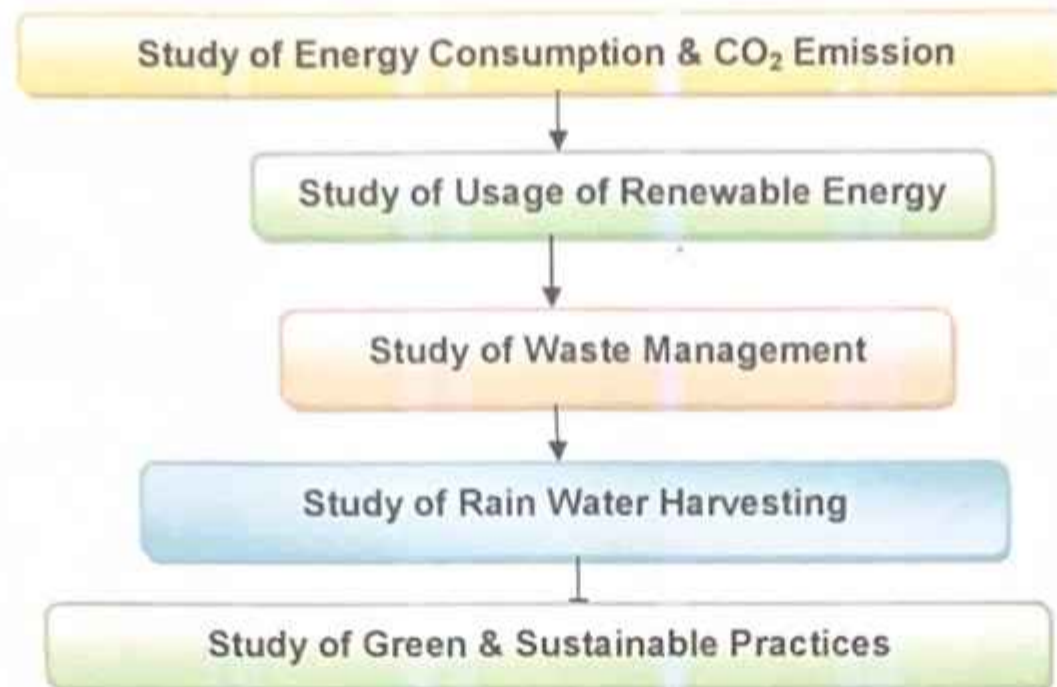 Study of Energy Consumption & CO₂ Emission
Study of Usage of Renewable Energy
Study of Waste Management
Study of Rain Water Harvesting
Study of Green & Sustainable Practices